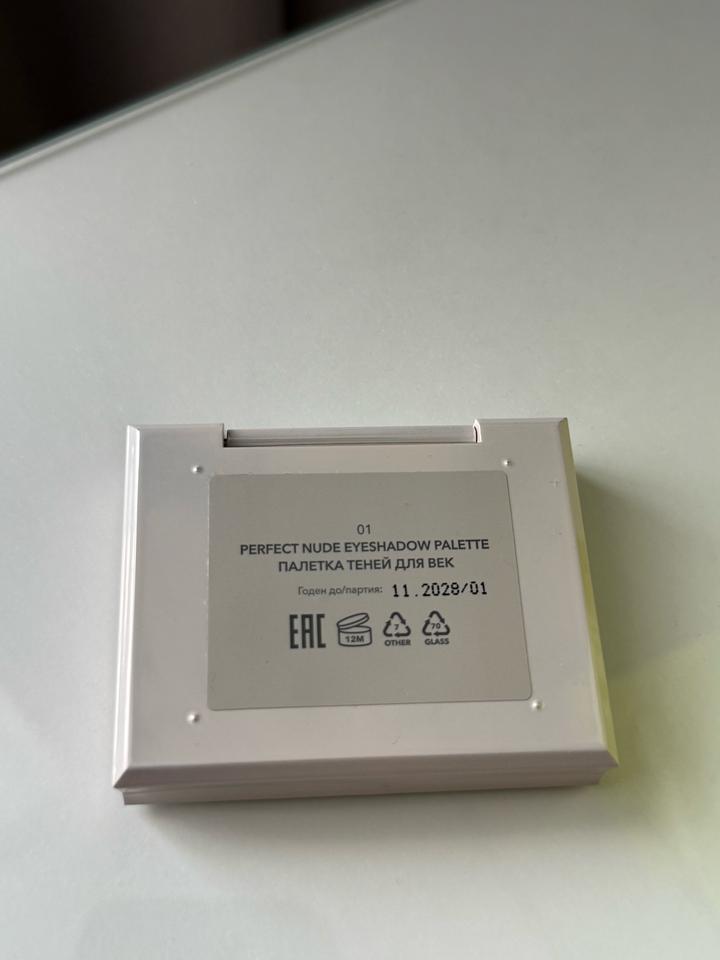 01
PERFECT NUDE EYESHADOW PALETTE
ПАЛЕТКА ТЕНЕЙ ДЛЯ ВЕК
Годен до/партия: 11.2028/01
EAC 12M 7 70
OTHER GLASS